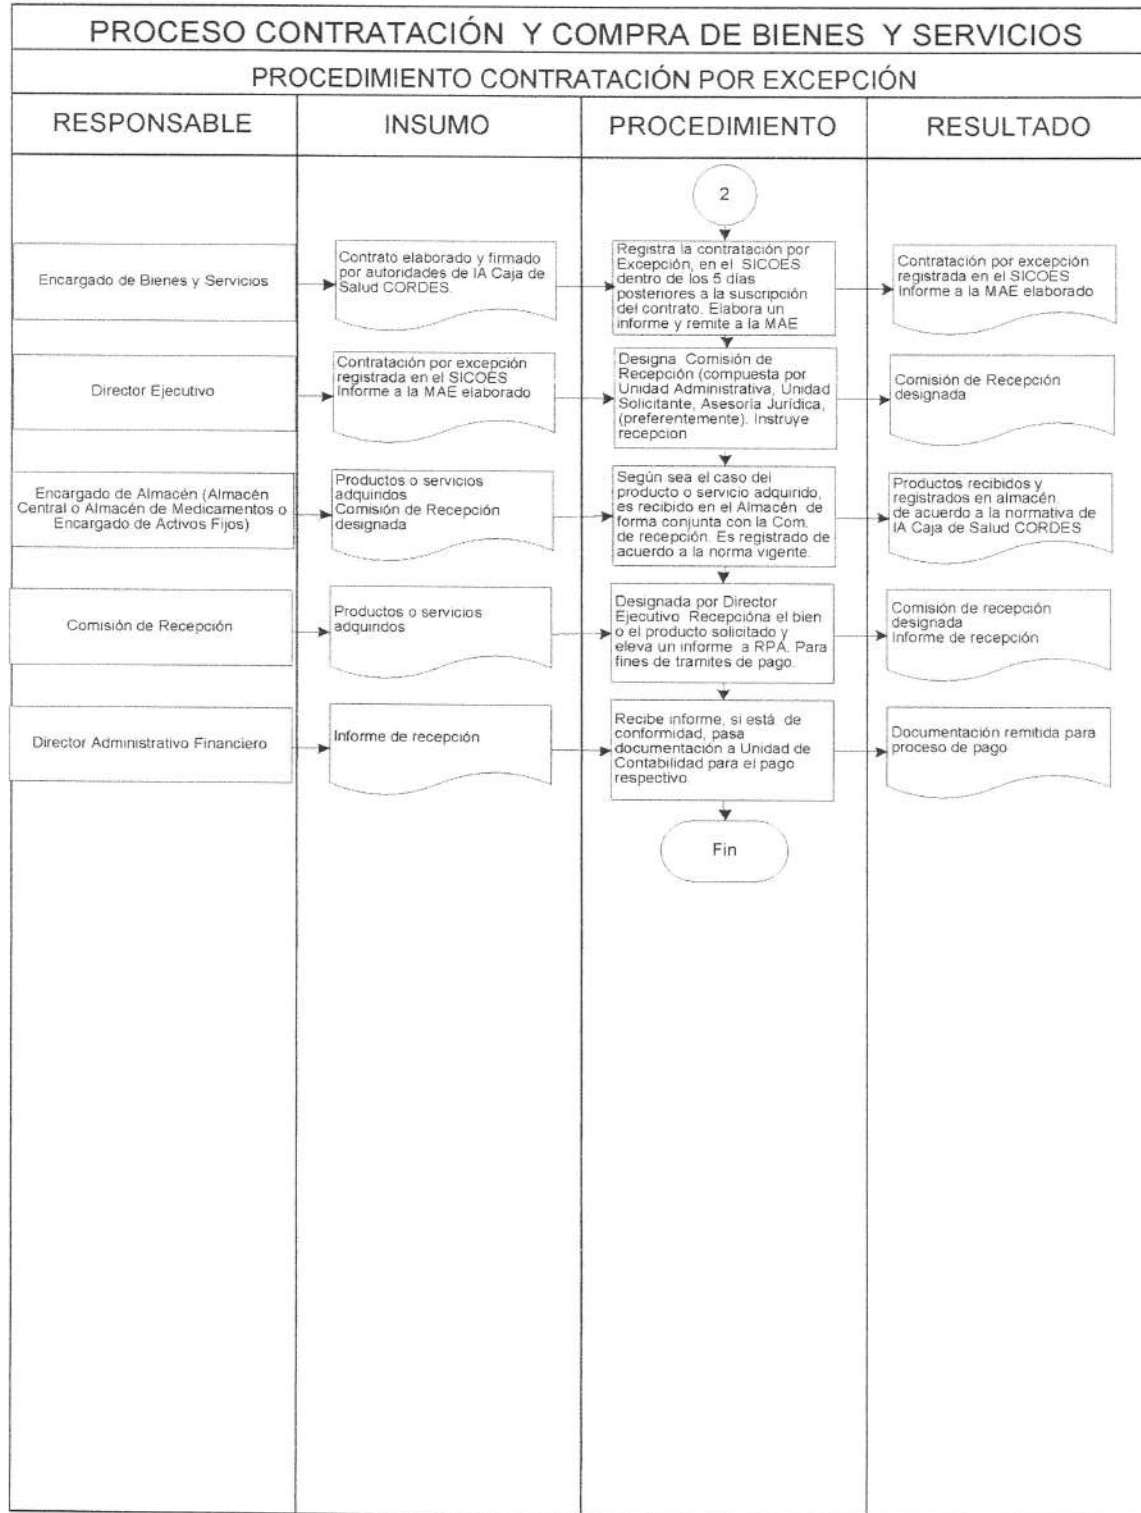 PROCESO CONTRATACIÓN Y COMPRA DE BIENES Y SERVICIOS
PROCEDIMIENTO CONTRATACIÓN POR EXCEPCIÓN
RESPONSABLE
INSUMO
PROCEDIMIENTO
RESULTADO
2
Encargado de Bienes y Servicios
Contrato elaborado y firmado
por autoridades de IA Caja de
Salud CORDES.
Registra la contratación por
Excepción, en el SICOES
dentro de los 5 días
posteriores a la suscripción
del contrato. Elabora un
informe y remite a la MAE
Contratación por excepción
registrada en el SICOES
Informe a la MAE elaborado
Director Ejecutivo
Contratación por excepción
registrada en el SICOES
Informe a la MAE elaborado
Designa Comisión de
Recepción (compuesta por
Unidad Administrativa, Unidad
Solicitante, Asesoría Jurídica,
(preferentemente). Instruye
recepcion
Comisión de Recepción
designada
Encargado de Almacén (Almacén
Central o Almacén de Medicamentos o
Encargado de Activos Fijos)
Productos o servicios
adquiridos
Comisión de Recepción
designada
Según sea el caso del
producto o servicio adquirido,
es recibido en el Almacén de
forma conjunta con la Com.
de recepción. Es registrado de
acuerdo a la norma vigente.
Productos recibidos y
registrados en almacén.
de acuerdo a la normativa de
IA Caja de Salud CORDES
Comisión de Recepción
Productos o servicios
adquiridos
Designada por Director
Ejecutivo Recepcióna el bien
o el producto solicitado y
eleva un informe a RPA. Para
fines de tramites de pago.
Comisión de recepción
designada
Informe de recepción
Director Administrativo Financiero
Informe de recepción
Recibe informe, si está de
conformidad, pasa
documentación a Unidad de
Contabilidad para el pago
respectivo.
Documentación remitida para
proceso de pago
Fin